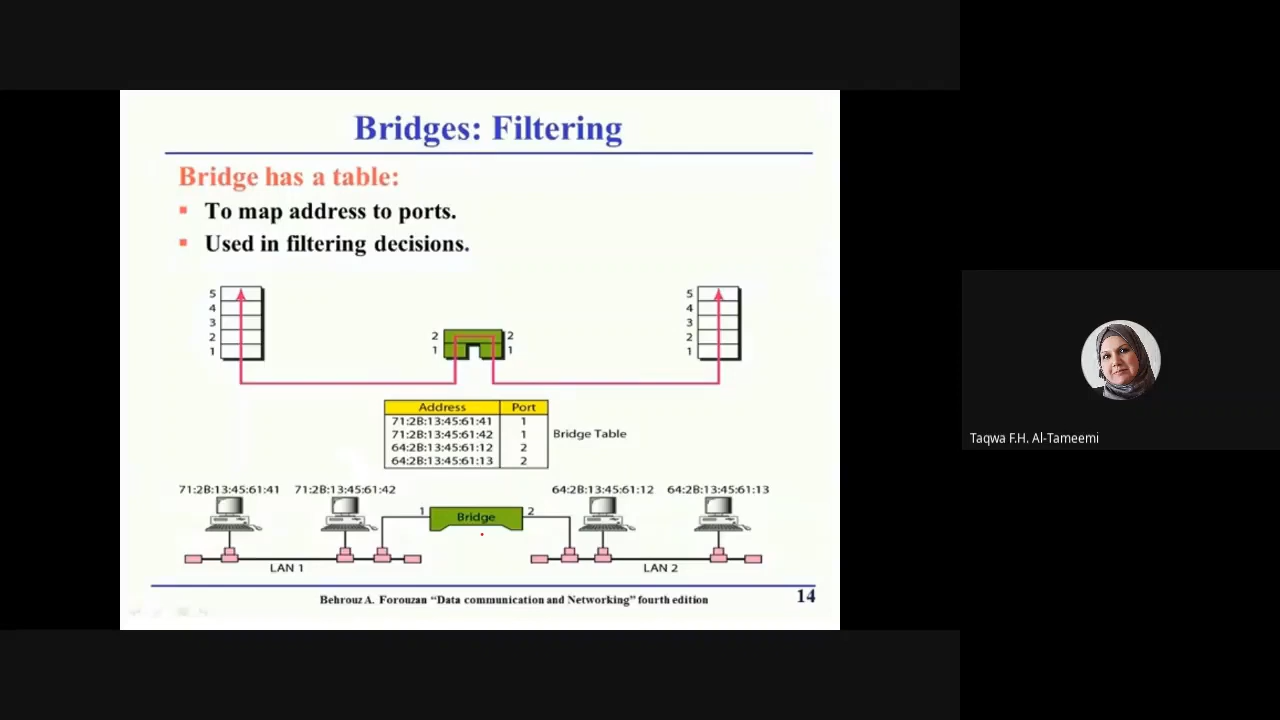 Bridges: Filtering
Bridge has a table:
▪ To map address to ports.
▪ Used in filtering decisions.
5
4
3
2
1
2
1
2
1
5
4
3
2
1
Address Port
71:2B:13:45:61:41 1
71:2B:13:45:61:42 1
64:2B:13:45:61:12 2
64:2B:13:45:61:13 2
Bridge Table
71:2B:13:45:61:41 71:2B:13:45:61:42 64:2B:13:45:61:12 64:2B:13:45:61:13
1 Bridge 2
LAN 1 LAN 2
Behrouz A. Forouzan “Data communication and Networking” fourth edition 14
Taqwa F.H. Al-Tameemi